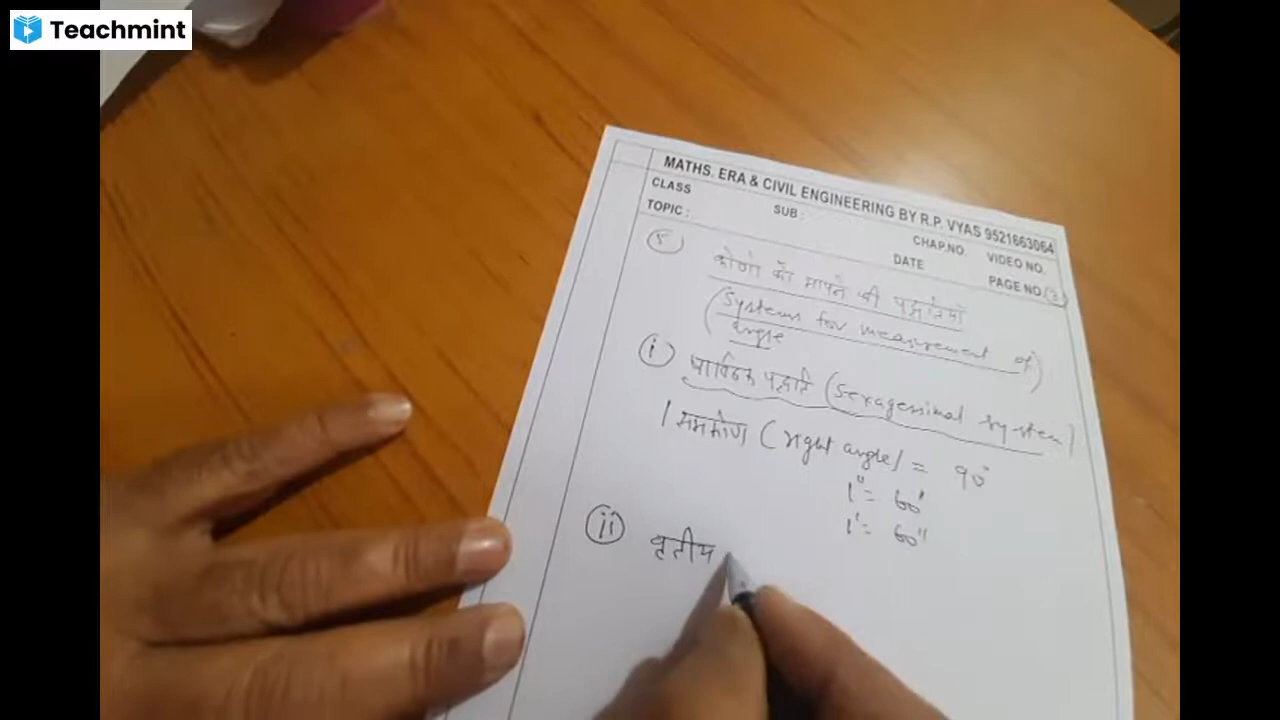 Teachmint
MATHS. ERA & CIVIL ENGINEERING BY R.P. VYAS 9521663064
CLASS SUB : CHAP.NO. VIDEO NO.
TOPIC : DATE PAGE NO.(3)
(५)
कोणो को मापने की पद्धतियाँ
(Systems for measurement of
angle)
(i) षाष्ठिक पद्धति (Sexagesimal system)
1 समकोण (right angle) = 90°
1° = 60'
1' = 60"
(ii) वृतीय